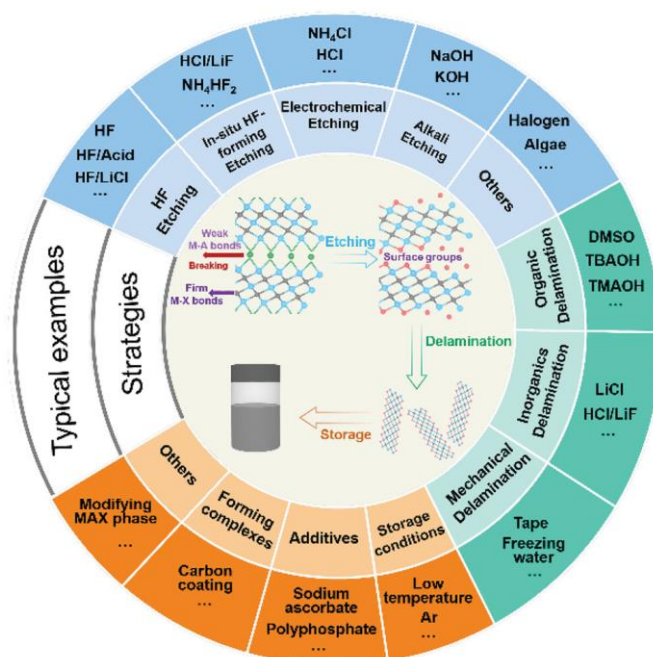 NH₄Cl
HCl
...
HCl/LiF
NH₄HF₂
...
NaOH
KOH
...
HF
HF/Acid
HF/LiCl
...
Halogen
Algae
...
HF
Etching
In-situ HF-
forming
Etching
Electrochemical
Etching
Alkali
Etching
Others
DMSO
TBAOH
TMAOH
...
Organic
Delamination
LiCl
HCl/LiF
...
Inorganics
Delamination
Tape
Freezing
water
...
Mechanical
Delamination
Typical examples
Strategies
Weak
M-A bonds
Breaking
Firm
M-X bonds
Etching
Surface groups
Delamination
Storage
Others
Forming
complexes
Additives
Storage
conditions
Modifying
MAX phase
...
Carbon
coating
...
Sodium
ascorbate
Polyphosphate
...
Low
temperature
Ar
...